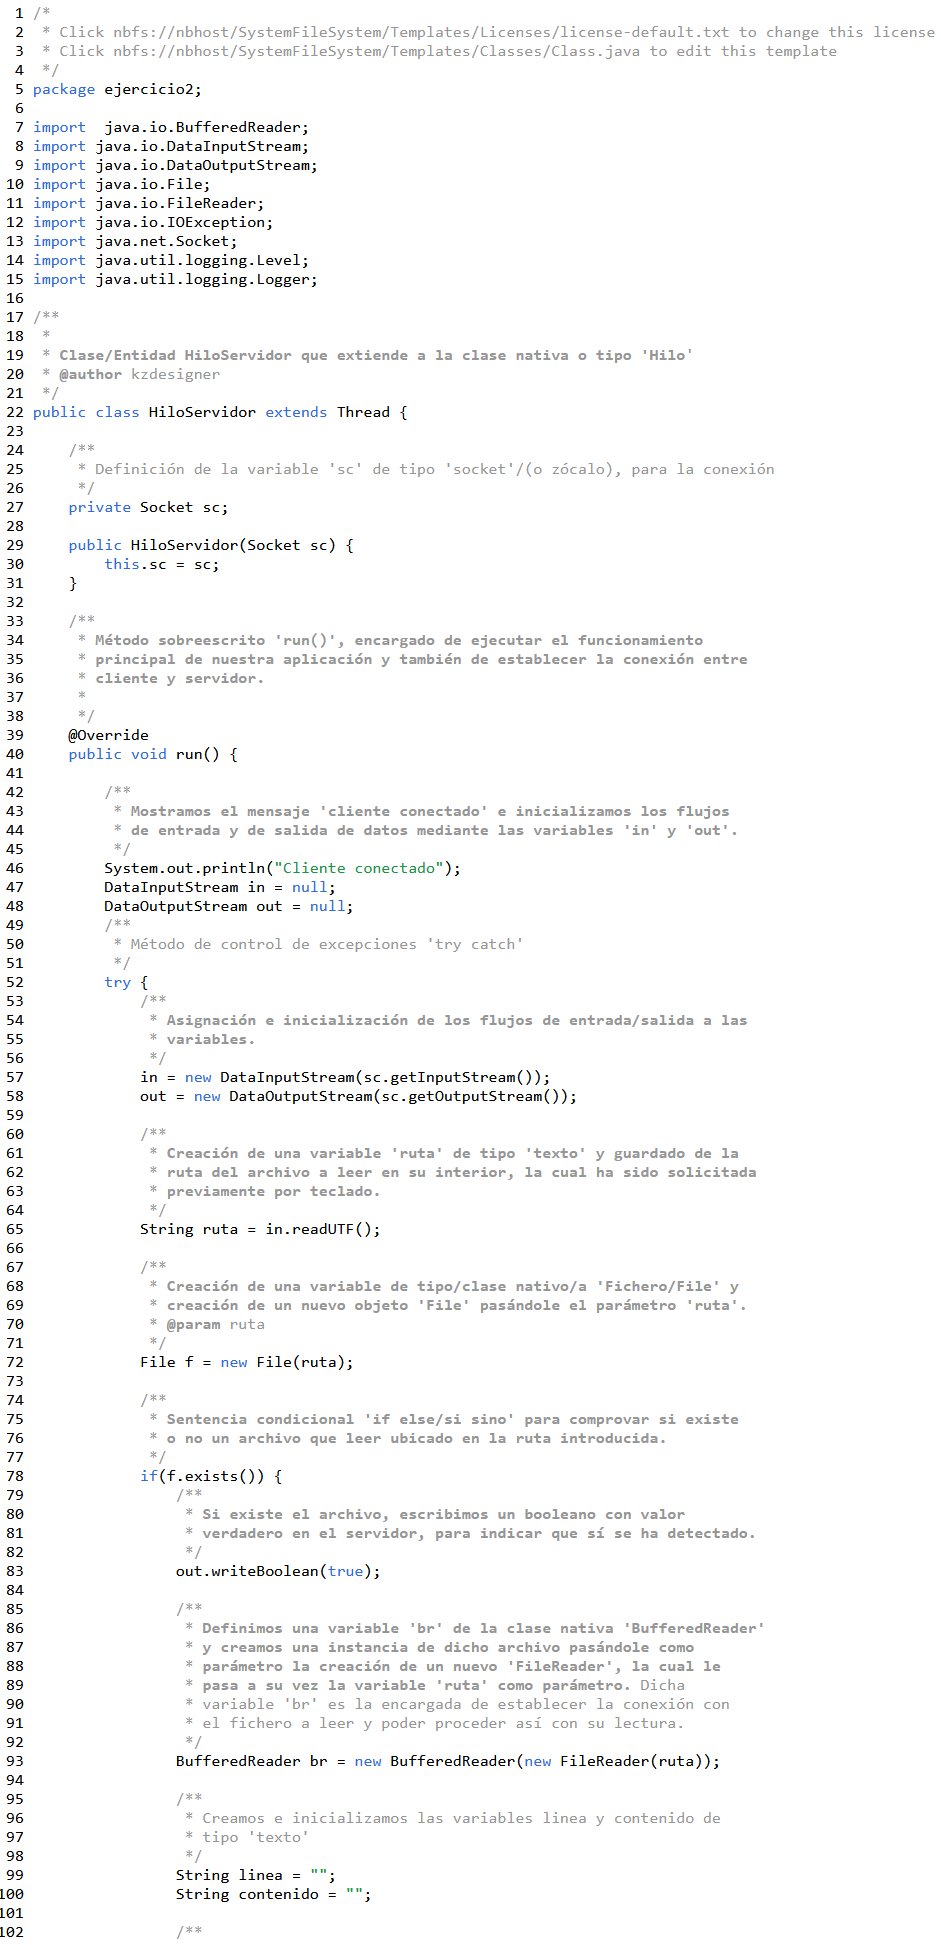 1 /*
2  * Click nbfs://nbhost/SystemFileSystem/Templates/Licenses/license-default.txt to change this license
3  * Click nbfs://nbhost/SystemFileSystem/Templates/Classes/Class.java to edit this template
4  */
5 package ejercicio2;
6
7 import  java.io.BufferedReader;
8 import java.io.DataInputStream;
9 import java.io.DataOutputStream;
10 import java.io.File;
11 import java.io.FileReader;
12 import java.io.IOException;
13 import java.net.Socket;
14 import java.util.logging.Level;
15 import java.util.logging.Logger;
16
17 /**
18  *
19  * Clase/Entidad HiloServidor que extiende a la clase nativa o tipo 'Hilo'
20  * @author kzdesigner
21  */
22 public class HiloServidor extends Thread {
23
24     /**
25      * Definición de la variable 'sc' de tipo 'socket'/(o zócalo), para la conexión
26      */
27     private Socket sc;
28
29     public HiloServidor(Socket sc) {
30         this.sc = sc;
31     }
32
33     /**
34      * Método sobreescrito 'run()', encargado de ejecutar el funcionamiento
35      * principal de nuestra aplicación y también de establecer la conexión entre
36      * cliente y servidor.
37      *
38      */
39     @Override
40     public void run() {
41
42         /**
43          * Mostramos el mensaje 'cliente conectado' e inicializamos los flujos
44          * de entrada y de salida de datos mediante las variables 'in' y 'out'.
45          */
46         System.out.println("Cliente conectado");
47         DataInputStream in = null;
48         DataOutputStream out = null;
49         /**
50          * Método de control de excepciones 'try catch'
51          */
52         try {
53             /**
54              * Asignación e inicialización de los flujos de entrada/salida a las
55              * variables.
56              */
57             in = new DataInputStream(sc.getInputStream());
58             out = new DataOutputStream(sc.getOutputStream());
59
60             /**
61              * Creación de una variable 'ruta' de tipo 'texto' y guardado de la
62              * ruta del archivo a leer en su interior, la cual ha sido solicitada
63              * previamente por teclado.
64              */
65             String ruta = in.readUTF();
66
67             /**
68              * Creación de una variable de tipo/clase nativo/a 'Fichero/File' y
69              * creación de un nuevo objeto 'File' pasándole el parámetro 'ruta'.
70              * @param ruta
71              */
72             File f = new File(ruta);
73
74             /**
75              * Sentencia condicional 'if else/si sino' para comprovar si existe
76              * o no un archivo que leer ubicado en la ruta introducida.
77              */
78             if(f.exists()) {
79                 /**
80                  * Si existe el archivo, escribimos un booleano con valor
81                  * verdadero en el servidor, para indicar que sí se ha detectado.
82                  */
83                 out.writeBoolean(true);
84
85                 /**
86                  * Definimos una variable 'br' de la clase nativa 'BufferedReader'
87                  * y creamos una instancia de dicho archivo pasándole como
88                  * parámetro la creación de un nuevo 'FileReader', la cual le
89                  * pasa a su vez la variable 'ruta' como parámetro. Dicha
90                  * variable 'br' es la encargada de establecer la conexión con
91                  * el fichero a leer y poder proceder así con su lectura.
92                  */
93                 BufferedReader br = new BufferedReader(new FileReader(ruta));
94
95                 /**
96                  * Creamos e inicializamos las variables linea y contenido de
97                  * tipo 'texto'
98                  */
99                 String linea = "";
100                 String contenido = "";
101
102                 /**